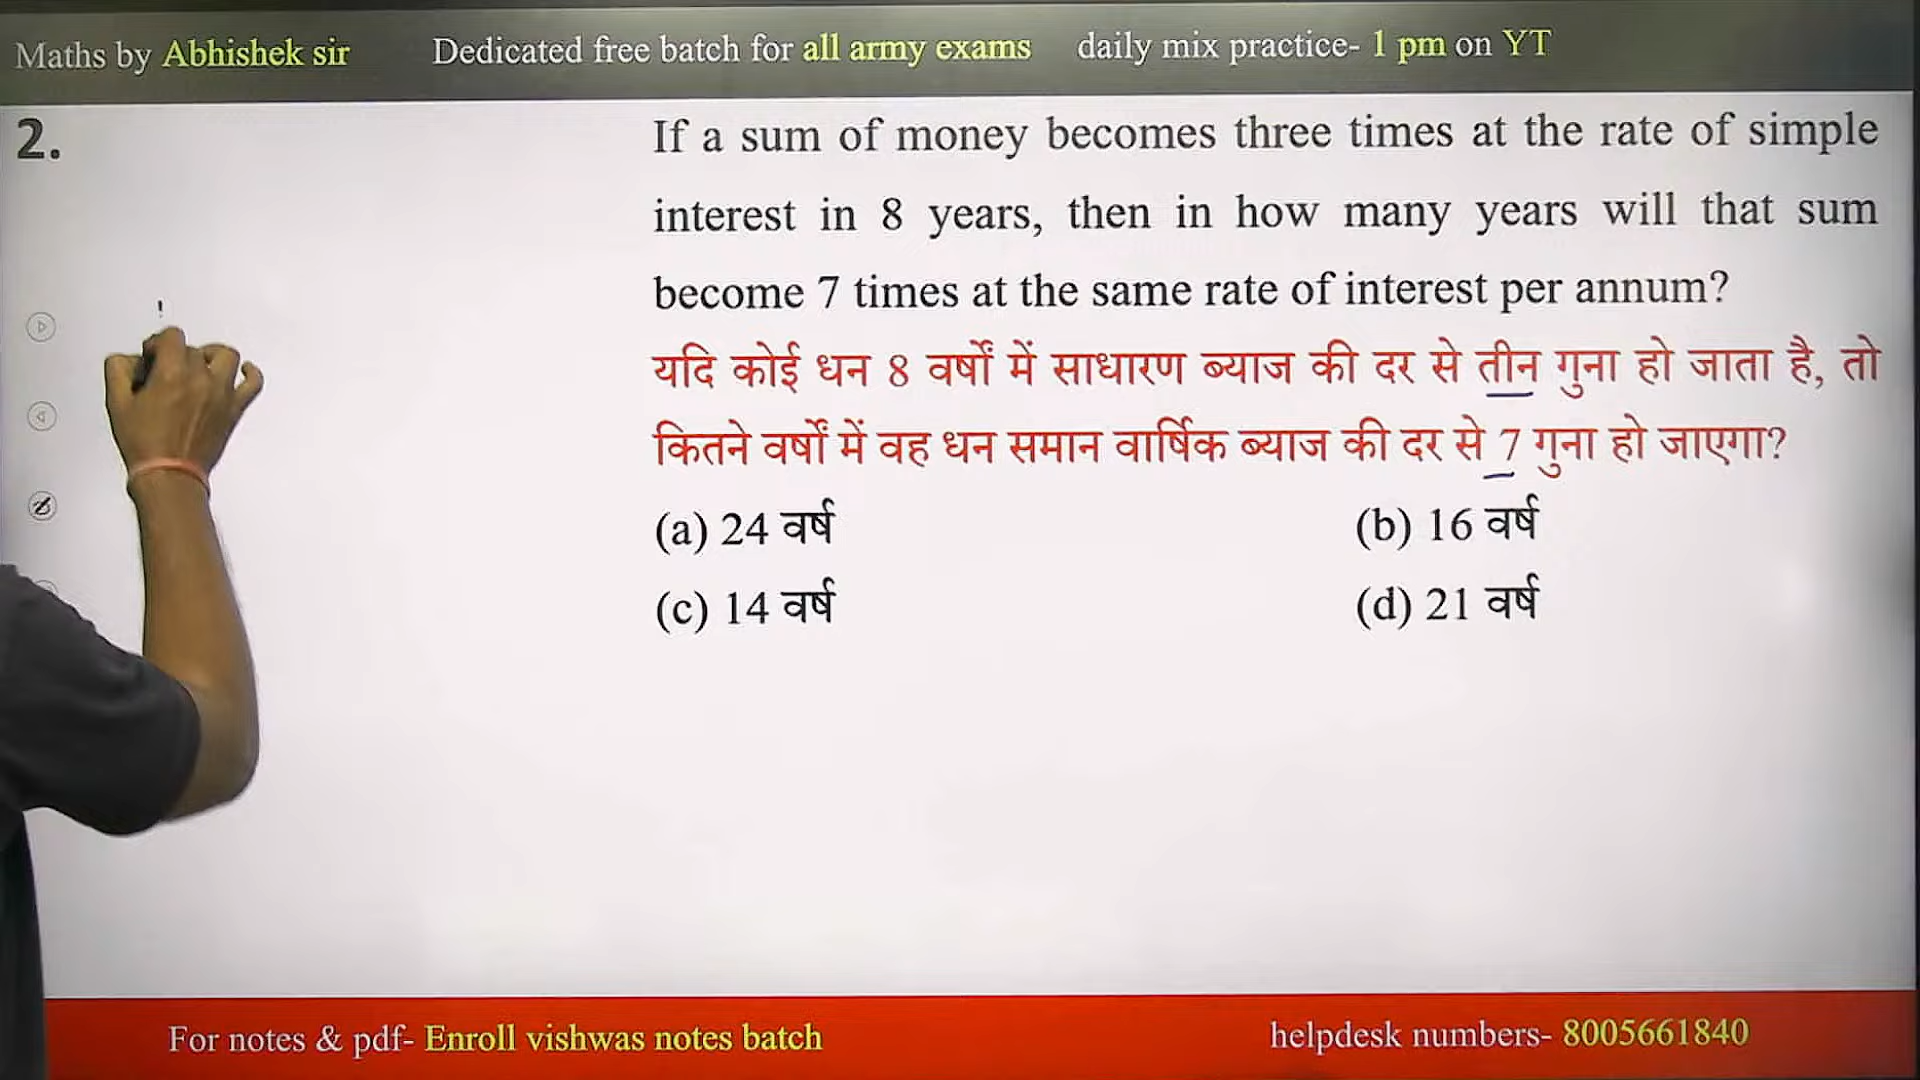 Maths by Abhishek sir Dedicated free batch for all army exams daily mix practice- 1 pm on YT
2.
If a sum of money becomes three times at the rate of simple
interest in 8 years, then in how many years will that sum
become 7 times at the same rate of interest per annum?
यदि कोई धन 8 वर्षों में साधारण ब्याज की दर से तीन गुना हो जाता है, तो
कितने वर्षों में वह धन समान वार्षिक ब्याज की दर से 7 गुना हो जाएगा?
(a) 24 वर्ष (b) 16 वर्ष
(c) 14 वर्ष (d) 21 वर्ष
For notes & pdf- Enroll vishwas notes batch helpdesk numbers- 8005661840